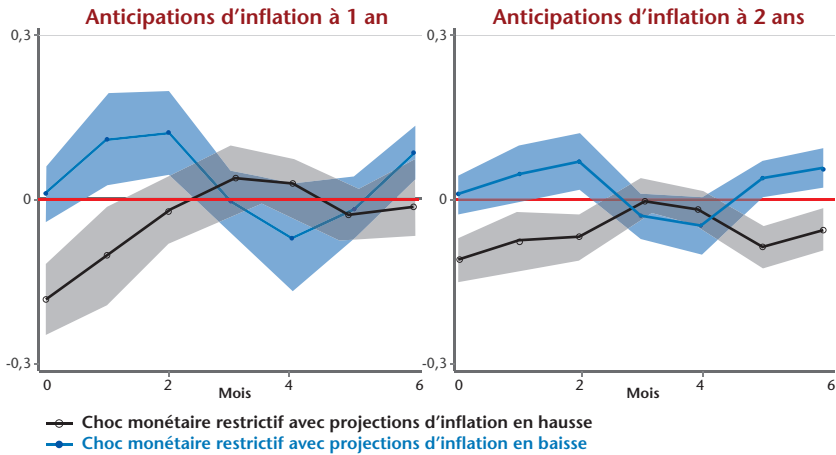 Anticipations d’inflation à 1 an
0,3
0
-0,3
0 2 4 6
Mois
Anticipations d’inflation à 2 ans
0,3
0
-0,3
0 2 4 6
Mois
Choc monétaire restrictif avec projections d’inflation en hausse
Choc monétaire restrictif avec projections d’inflation en baisse